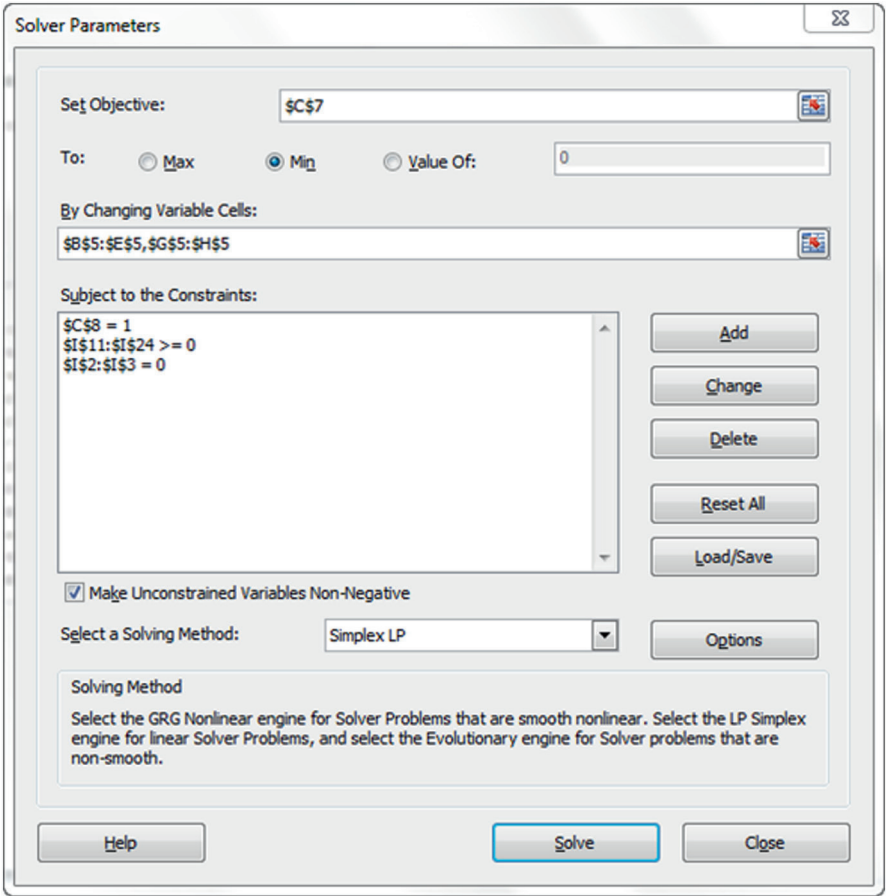 Solver Parameters
Set Objective:
$C$7
To:
Max
Min
Value Of:
0
By Changing Variable Cells:
$B$5:$E$5,$G$5:$H$5
Subject to the Constraints:
$C$8 = 1
$I$11:$I$24 >= 0
$I$2:$I$3 = 0
Add
Change
Delete
Reset All
Load/Save
Make Unconstrained Variables Non-Negative
Select a Solving Method:
Simplex LP
Options
Solving Method
Select the GRG Nonlinear engine for Solver Problems that are smooth nonlinear. Select the LP Simplex
engine for linear Solver Problems, and select the Evolutionary engine for Solver problems that are
non-smooth.
Help
Solve
Close